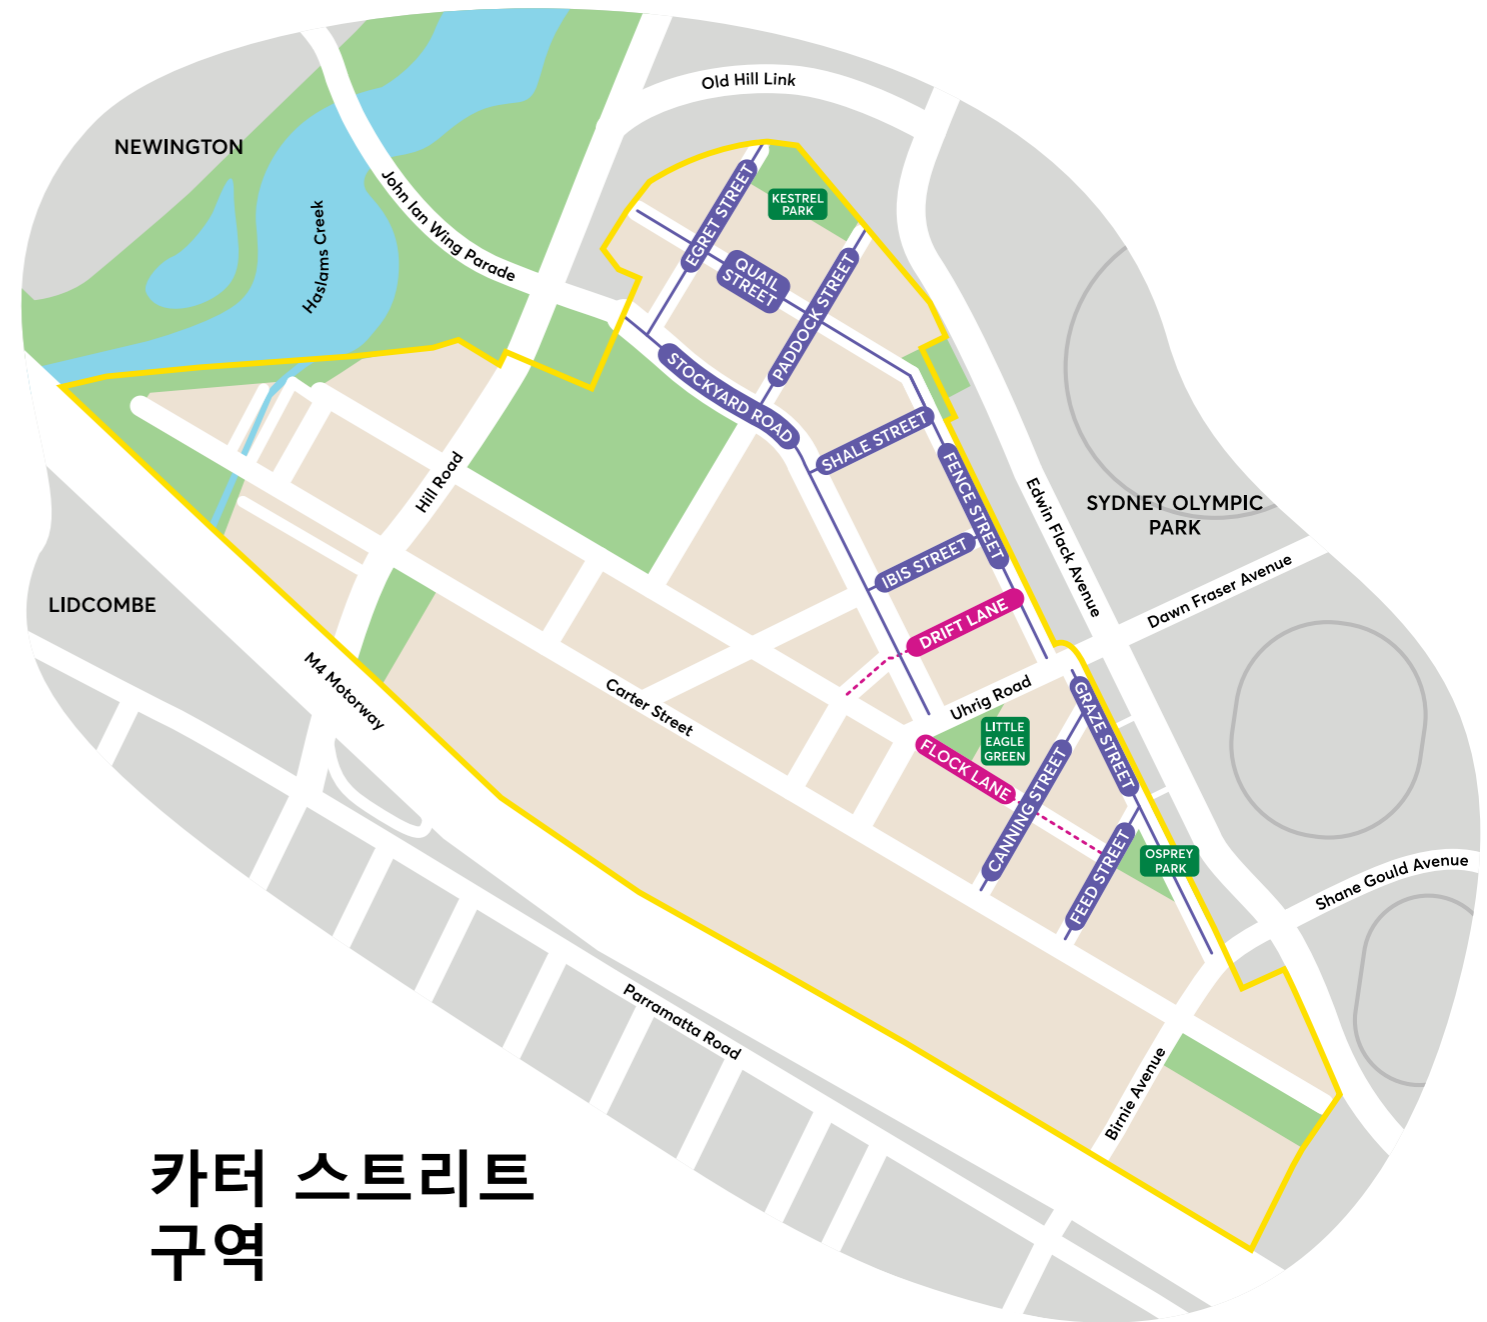 Old Hill Link
NEWINGTON
John Ian Wing Parade
Haslams Creek
EGRET STREET
KESTREL
PARK
QUAIL
STREET
PADDOCK STREET
STOCKYARD ROAD
SHALE STREET
FENCE STREET
Hill Road
Edwin Flack Avenue
SYDNEY OLYMPIC
PARK
IBIS STREET
DRIFT LANE
Dawn Fraser Avenue
LIDCOMBE
M4 Motorway
Carter Street
Uhrig Road
LITTLE
EAGLE
GREEN
GRAZE STREET
FLOCK LANE
CANNING STREET
FEED STREET
OSPREY
PARK
Shane Gould Avenue
Parramatta Road
Birnie Avenue
카터 스트리트
구역